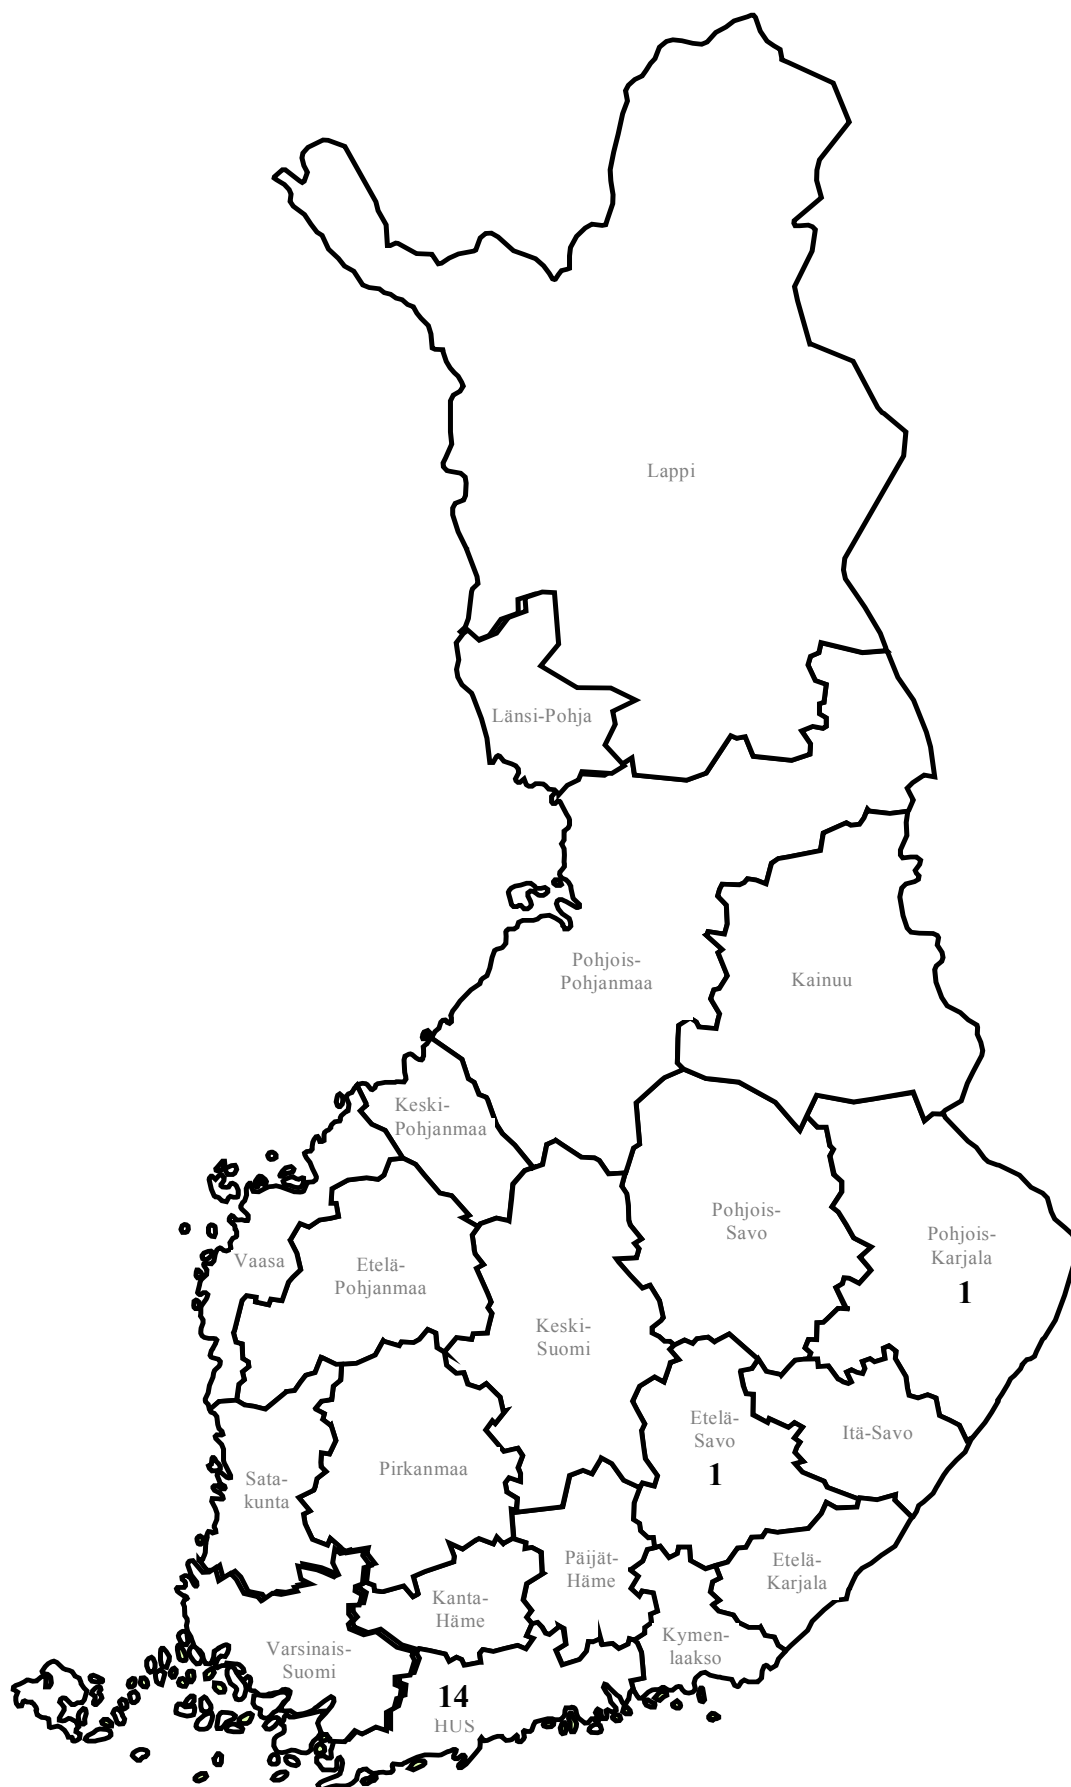 Lappi
Länsi-Pohja
Pohjois-
Pohjanmaa
Kainuu
Keski-
Pohjanmaa
Pohjois-
Savo
Pohjois-
Karjala
1
Vaasa
Etelä-
Pohjanmaa
Keski-
Suomi
Etelä-
Savo
1
Itä-Savo
Sata-
kunta
Pirkanmaa
Päijät-
Häme
Etelä-
Karjala
Kanta-
Häme
Kymen-
laakso
Varsinais-
Suomi
14
HUS